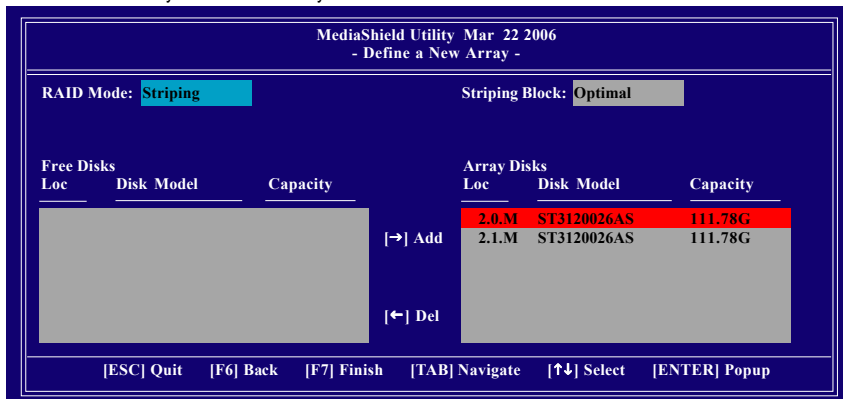 MediaShield Utility Mar 22 2006
- Define a New Array -
RAID Mode: Striping
Striping Block: Optimal
Free Disks
Loc Disk Model Capacity
[→] Add
[←] Del
Array Disks
Loc Disk Model Capacity
2.0.M ST3120026AS 111.78G
2.1.M ST3120026AS 111.78G
[ESC] Quit [F6] Back [F7] Finish [TAB] Navigate [↑↓] Select [ENTER] Popup